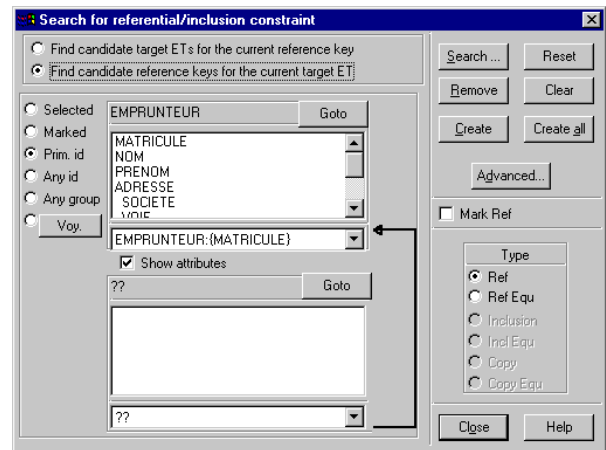 Search for referential/inclusion constraint
Find candidate target ETs for the current reference key
Find candidate reference keys for the current target ET
Search ...
Reset
Remove
Clear
Create
Create all
Advanced...
Mark Ref
Selected
Marked
Prim. id
Any id
Any group
Voy.
EMPRUNTEUR
Goto
MATRICULE
NOM
PRENOM
ADRESSE
SOCIETE
VOIE
EMPRUNTEUR:{MATRICULE}
Show attributes
??
Goto
??
Type
Ref
Ref Equ
Inclusion
Incl Equ
Copy
Copy Equ
Close
Help